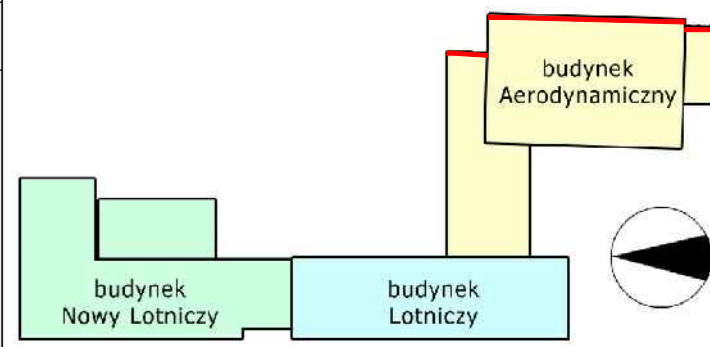 budynek
Aerodynamiczny
budynek
Nowy Lotniczy
budynek
Lotniczy